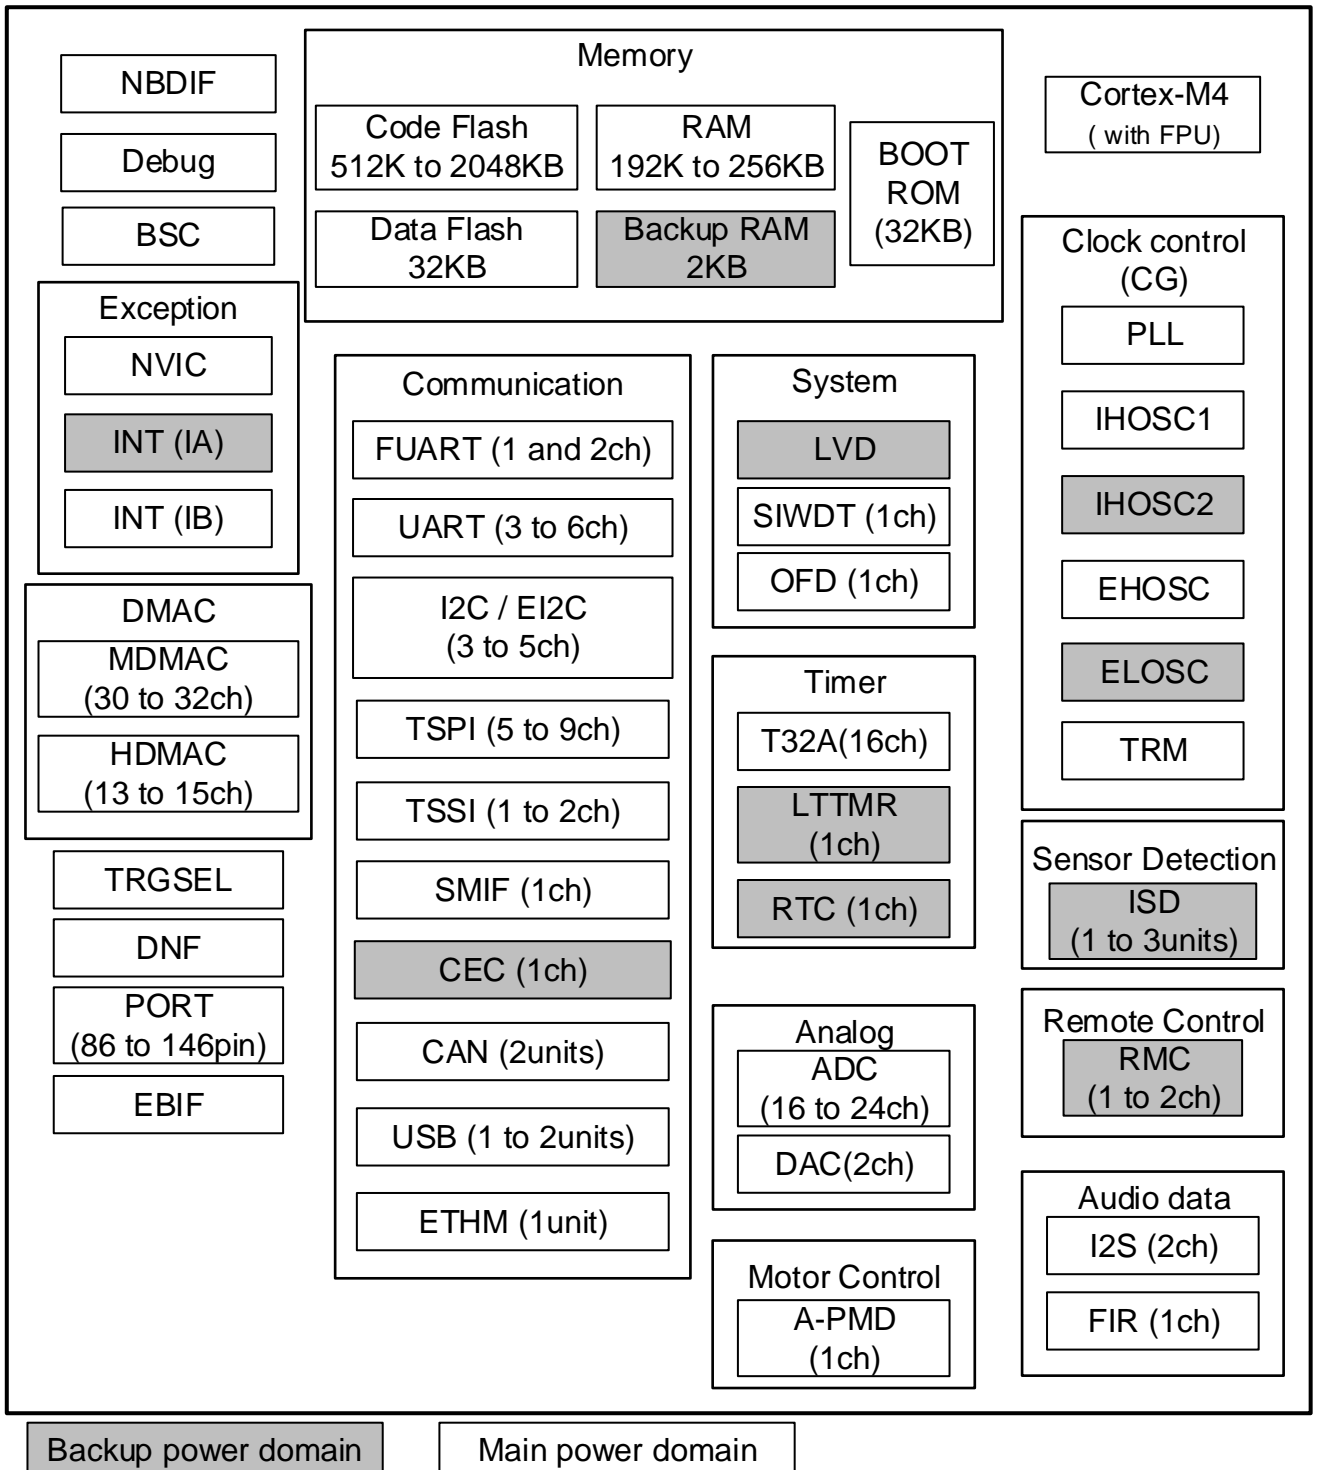 NBDIF
Debug
BSC
Exception
NVIC
INT (IA)
INT (IB)
DMAC
MDMAC
(30 to 32ch)
HDMAC
(13 to 15ch)
TRGSEL
DNF
PORT
(86 to 146pin)
EBIF
Memory
Code Flash
512K to 2048KB
RAM
192K to 256KB
Data Flash
32KB
Backup RAM
2KB
BOOT
ROM
(32KB)
Communication
FUART (1 and 2ch)
UART (3 to 6ch)
I2C / EI2C
(3 to 5ch)
TSPI (5 to 9ch)
TSSI (1 to 2ch)
SMIF (1ch)
CEC (1ch)
CAN (2units)
USB (1 to 2units)
ETHM (1unit)
System
LVD
SIWDT (1ch)
OFD (1ch)
Timer
T32A(16ch)
LTTMR
(1ch)
RTC (1ch)
Analog
ADC
(16 to 24ch)
DAC(2ch)
Motor Control
A-PMD
(1ch)
Cortex-M4
( with FPU)
Clock control
(CG)
PLL
IHOSC1
IHOSC2
EHOSC
ELOSC
TRM
Sensor Detection
ISD
(1 to 3units)
Remote Control
RMC
(1 to 2ch)
Audio data
I2S (2ch)
FIR (1ch)
Backup power domain
Main power domain